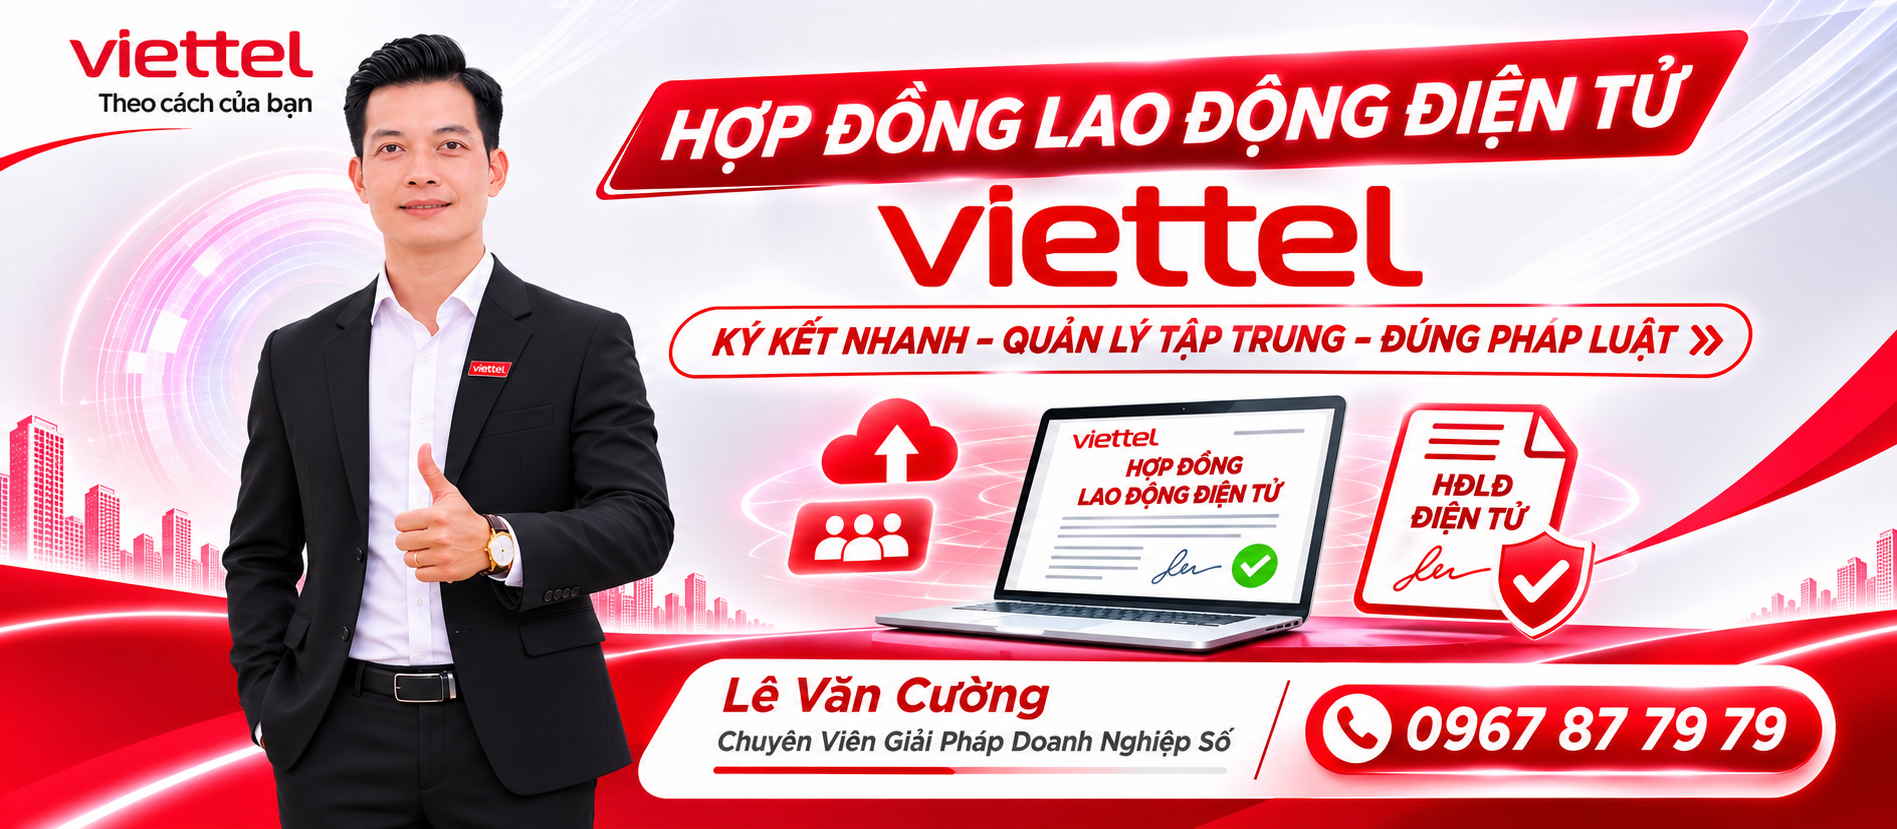 viettel
Theo cách của bạn
HỢP ĐỒNG LAO ĐỘNG ĐIỆN TỬ
viettel
KÝ KẾT NHANH – QUẢN LÝ TẬP TRUNG – ĐÚNG PHÁP LUẬT »
viettel
viettel
HỢP ĐỒNG
LAO ĐỘNG ĐIỆN TỬ
HĐLĐ
ĐIỆN TỬ
Lê Văn Cường
Chuyên Viên Giải Pháp Doanh Nghiệp Số
0967 87 79 79